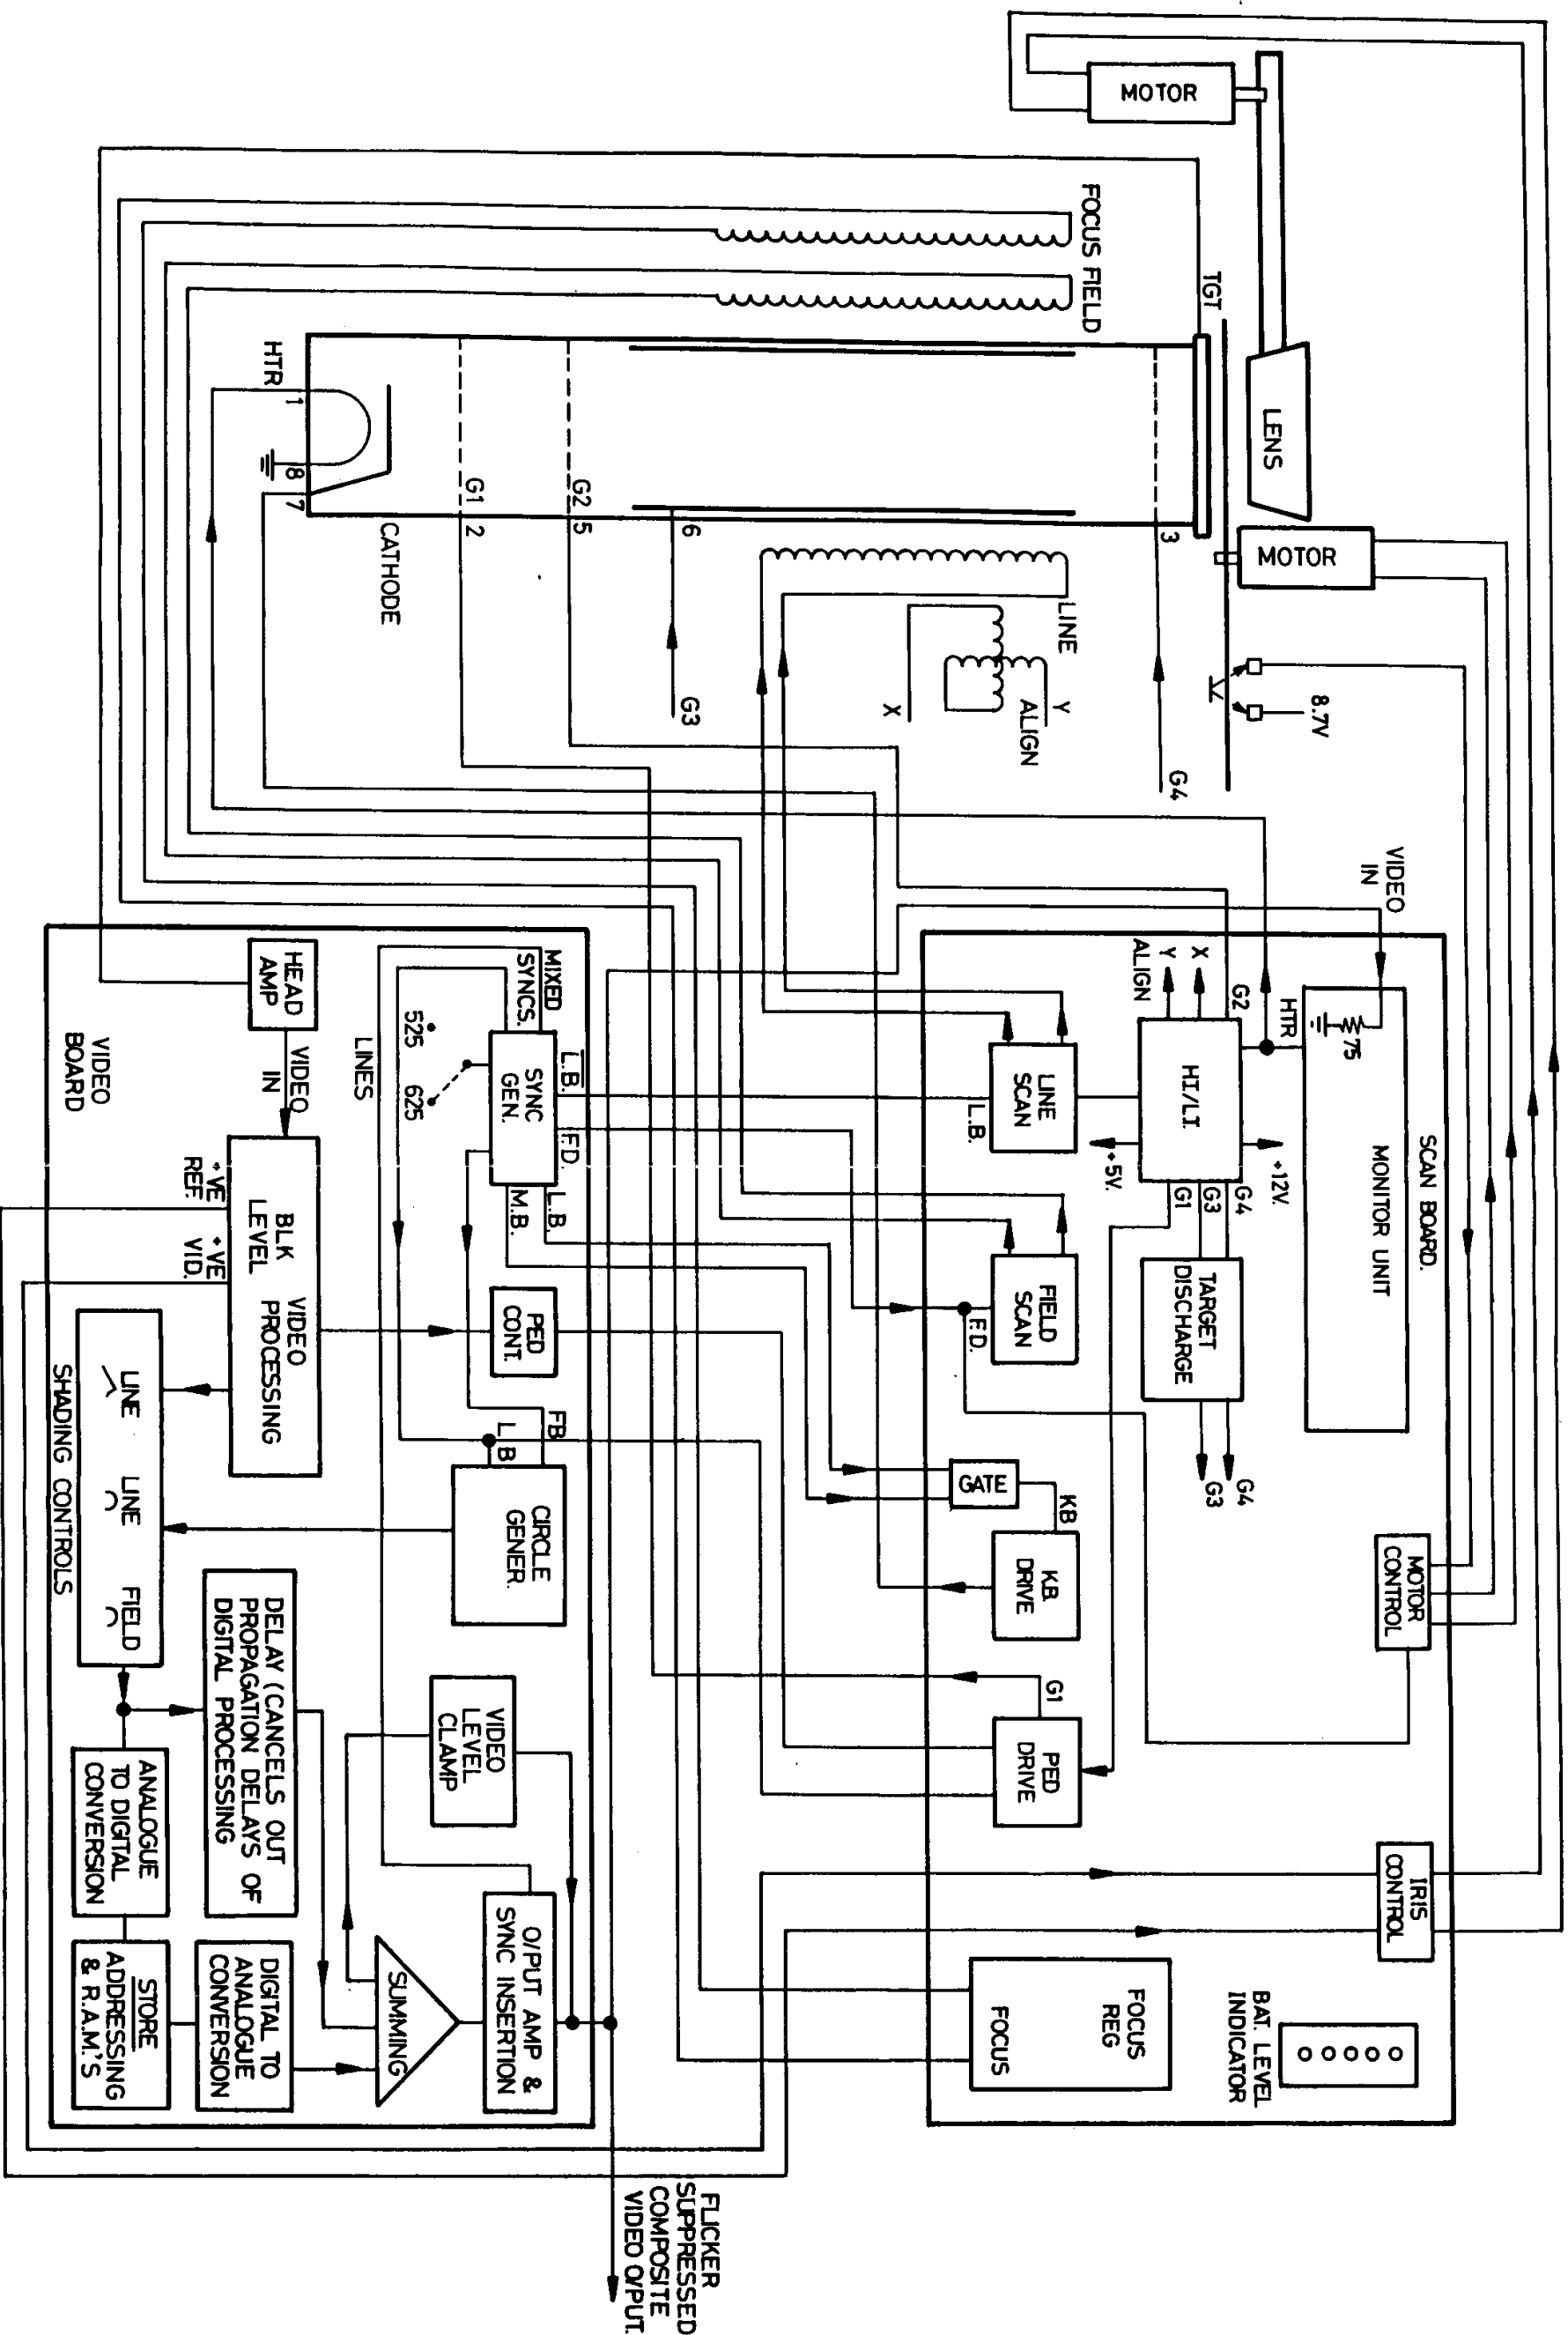 MOTOR
LENS
MOTOR
FOCUS FIELD
TGT
8.7V
HTR
1
8
7
G1
2
G2
5
6
3
CATHODE
G3
LINE
X
Y
ALIGN
G4
VIDEO
IN
SCAN BOARD.
MONITOR UNIT
75
HTR
G2
X
Y
ALIGN
HI/LT.
+12V.
+5V.
G4
G3
G1
TARGET
DISCHARGE
G4
G3
LINE
SCAN
L.B.
FIELD
SCAN
F.D.
GATE
KB
K.B.
DRIVE
G1
PED
DRIVE
MOTOR
CONTROL
IRIS
CONTROL
BAT. LEVEL
INDICATOR
FOCUS
REG
FOCUS
VIDEO
BOARD
HEAD
AMP
VIDEO
IN
MIXED
SYNCS.
525
625
LINES
SYNC
GEN.
L.B.
F.D.
L.B.
M.B.
BLK
LEVEL
VIDEO
PROCESSING
+VE
REF.
+VE
VID.
PED
CONT.
FB
L B
CIRCLE
GENER.
LINE
LINE
FIELD
SHADING CONTROLS
DELAY (CANCELS OUT
PROPAGATION DELAYS OF
DIGITAL PROCESSING
VIDEO
LEVEL
CLAMP
ANALOGUE
TO DIGITAL
CONVERSION
STORE
ADDRESSING
& R.A.M.'S
DIGITAL TO
ANALOGUE
CONVERSION
SUMMING
O/PUT AMP &
SYNC INSERTION
FLICKER
SUPPRESSED
COMPOSITE
VIDEO O/PUT.